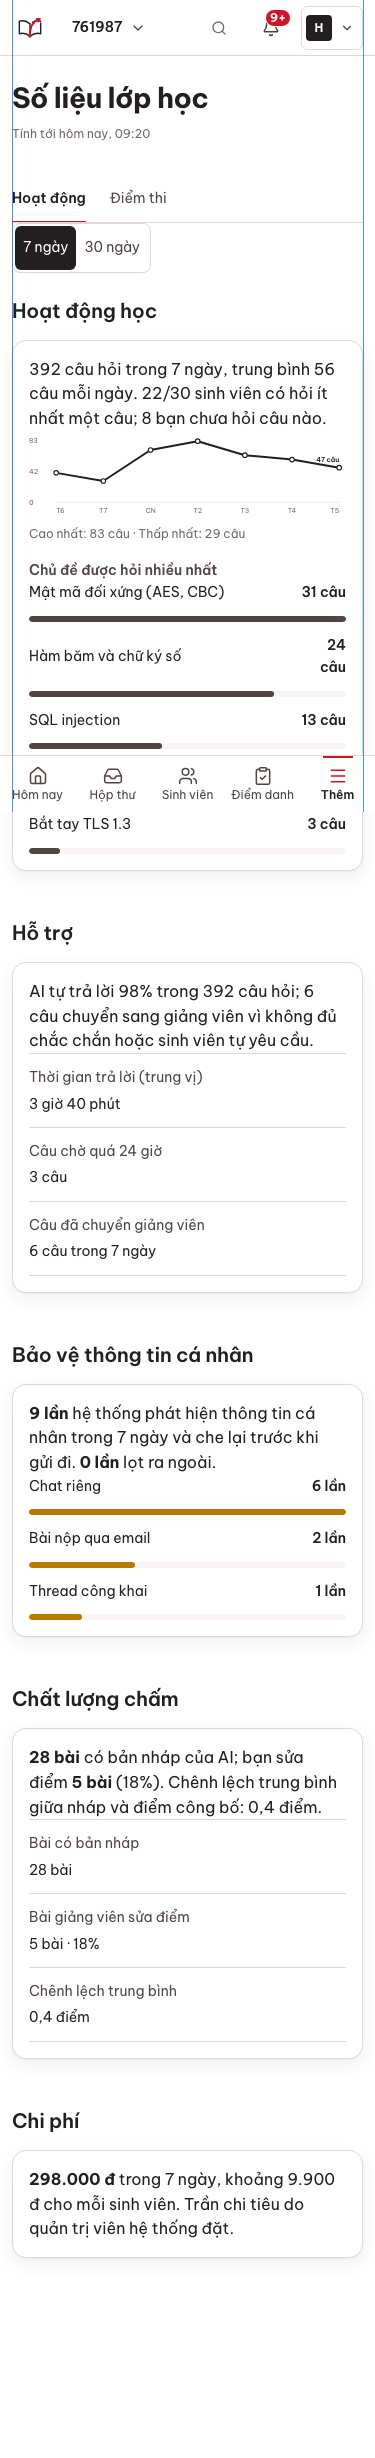 761987
9+
H
Số liệu lớp học
Tính tới hôm nay, 09:20
Hoạt động
Điểm thi
7 ngày
30 ngày
Hoạt động học
392 câu hỏi trong 7 ngày, trung bình 56
câu mỗi ngày. 22/30 sinh viên có hỏi ít
nhất một câu; 8 bạn chưa hỏi câu nào.
83
42
0
47 câu
T6
T7
CN
T2
T3
T4
T5
Cao nhất: 83 câu · Thấp nhất: 29 câu
Chủ đề được hỏi nhiều nhất
Mật mã đối xứng (AES, CBC)
31 câu
Hàm băm và chữ ký số
24
câu
SQL injection
13 câu
Hôm nay
Hộp thư
Sinh viên
Điểm danh
Thêm
Bắt tay TLS 1.3
3 câu
Hỗ trợ
AI tự trả lời 98% trong 392 câu hỏi; 6
câu chuyển sang giảng viên vì không đủ
chắc chắn hoặc sinh viên tự yêu cầu.
Thời gian trả lời (trung vị)
3 giờ 40 phút
Câu chờ quá 24 giờ
3 câu
Câu đã chuyển giảng viên
6 câu trong 7 ngày
Bảo vệ thông tin cá nhân
9 lần hệ thống phát hiện thông tin cá
nhân trong 7 ngày và che lại trước khi
gửi đi. 0 lần lọt ra ngoài.
Chat riêng
6 lần
Bài nộp qua email
2 lần
Thread công khai
1 lần
Chất lượng chấm
28 bài có bản nháp của AI; bạn sửa
điểm 5 bài (18%). Chênh lệch trung bình
giữa nháp và điểm công bố: 0,4 điểm.
Bài có bản nháp
28 bài
Bài giảng viên sửa điểm
5 bài · 18%
Chênh lệch trung bình
0,4 điểm
Chi phí
298.000 đ trong 7 ngày, khoảng 9.900
đ cho mỗi sinh viên. Trần chi tiêu do
quản trị viên hệ thống đặt.